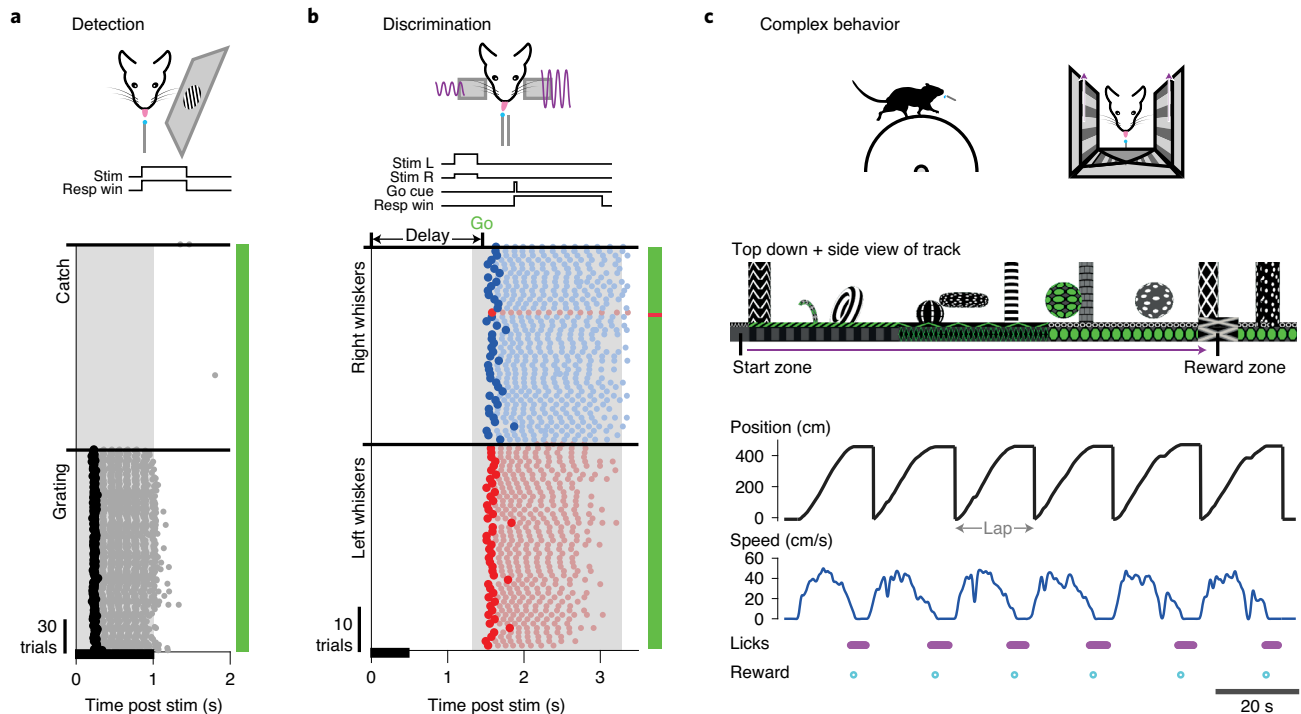 a
Detection
Stim
Resp win
Catch
Grating
30
trials
0
1
2
Time post stim (s)
b
Discrimination
Stim L
Stim R
Go cue
Resp win
Go
Delay
Right whiskers
Left whiskers
10
trials
0
1
2
3
Time post stim (s)
c
Complex behavior
Top down + side view of track
Start zone
Reward zone
Position (cm)
400
200
0
Lap
Speed (cm/s)
60
40
20
0
Licks
Reward
20 s